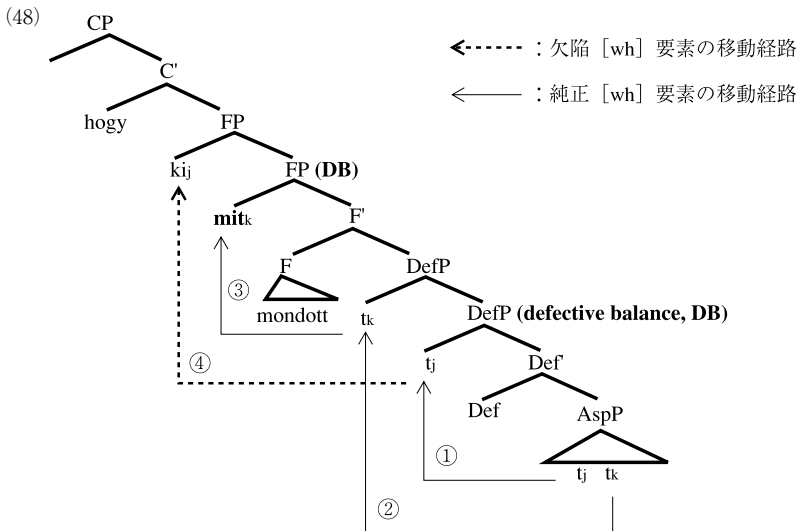 (48)
CP
：欠陥［wh］要素の移動経路
C'
：純正［wh］要素の移動経路
hogy
FP
kij
FP (DB)
mitk
F'
F
DefP
③
mondott
tk
DefP (defective balance, DB)
④
tj
Def'
Def
AspP
①
tj tk
②